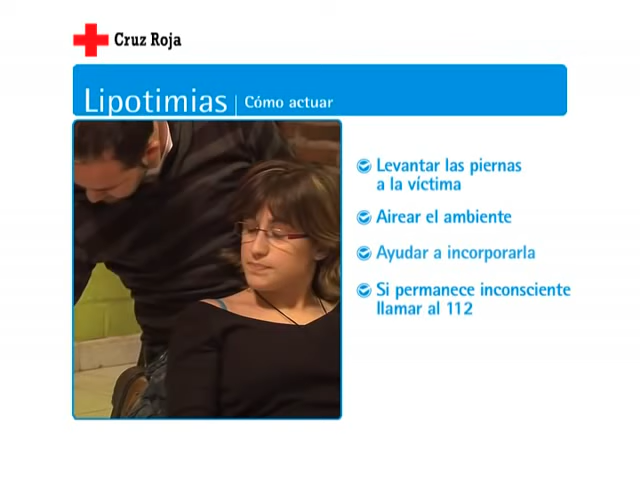 Cruz Roja
Lipotimias | Cómo actuar
Levantar las piernas
a la víctima
Airear el ambiente
Ayudar a incorporarla
Si permanece inconsciente
llamar al 112